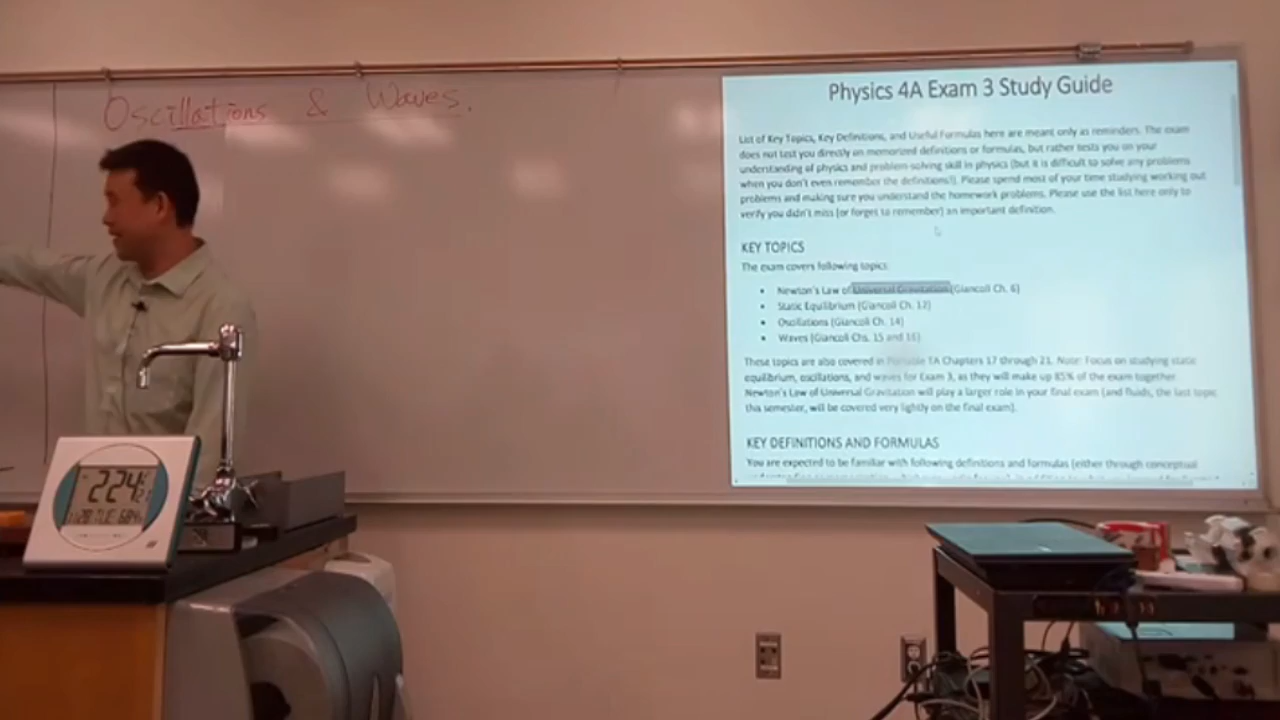 Oscillations & Waves.
Physics 4A Exam 3 Study Guide
List of Key Topics, Key Definitions, and Useful Formulas here are meant only as reminders. The exam
does not test you directly on memorized definitions or formulas, but rather tests you on your
understanding of physics and problem-solving skill in physics (but it is difficult to solve any problems
when you don't even remember the definitions!). Please spend most of your time studying working out
problems and making sure you understand the homework problems. Please use the list here only to
verify you didn't miss (or forget to remember) an important definition.
KEY TOPICS
The exam covers following topics:
• Newton's Law of Universal Gravitation (Giancoli Ch. 6)
• Static Equilibrium (Giancoli Ch. 12)
• Oscillations (Giancoli Ch. 14)
• Waves (Giancoli Chs. 15 and 16)
These topics are also covered in Portable TA Chapters 17 through 21. Note: Focus on studying static
equilibrium, oscillations, and waves for Exam 3, as they will make up 85% of the exam together.
Newton's Law of Universal Gravitation will play a larger role in your final exam (and fluids, the last topic
this semester, will be covered very lightly on the final exam).
KEY DEFINITIONS AND FORMULAS
You are expected to be familiar with following definitions and formulas (either through conceptual
2:24
21